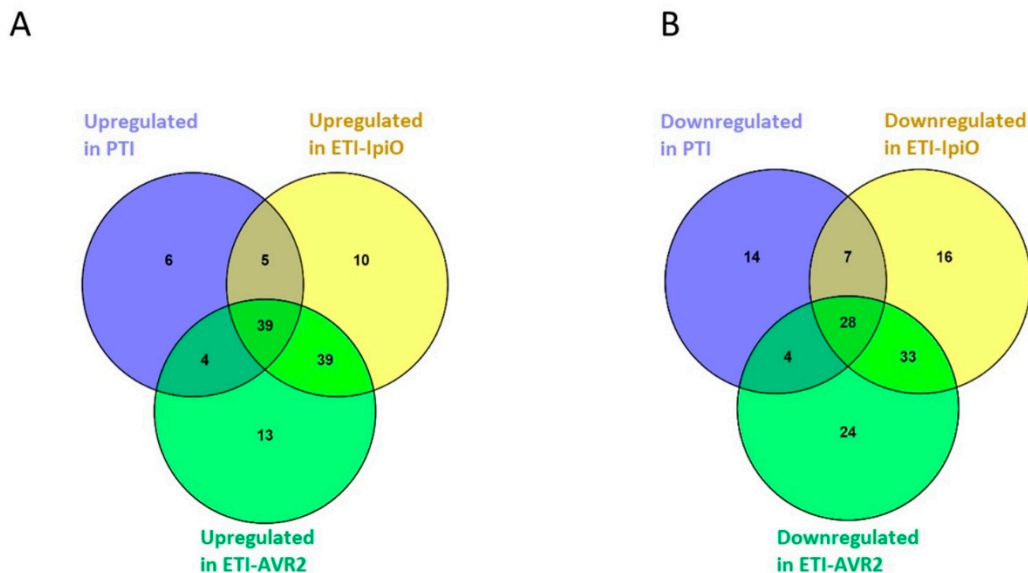 A
B
Upregulated
in PTI
Upregulated
in ETI-IpiO
6
5
10
39
4
39
13
Upregulated
in ETI-AVR2
Downregulated
in PTI
Downregulated
in ETI-IpiO
14
7
16
28
4
33
24
Downregulated
in ETI-AVR2